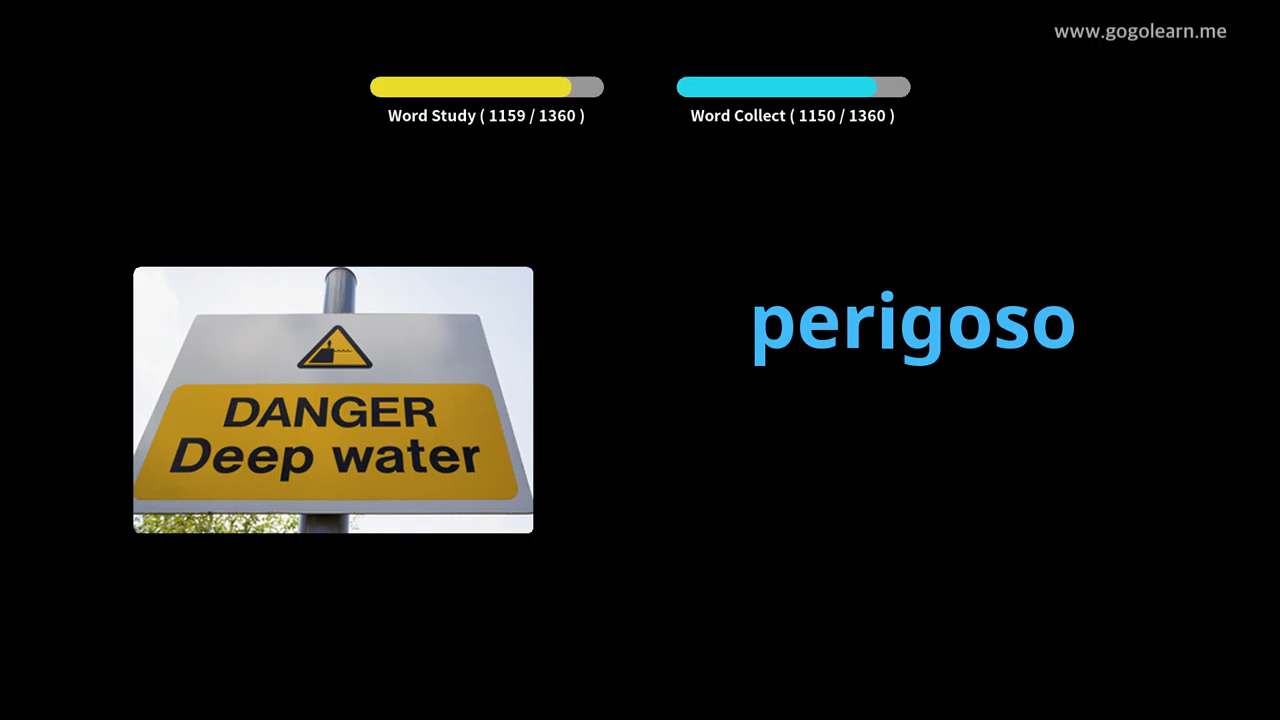 www.gogolearn.me
Word Study ( 1159 / 1360 )
Word Collect ( 1150 / 1360 )
DANGER
Deep water
perigoso